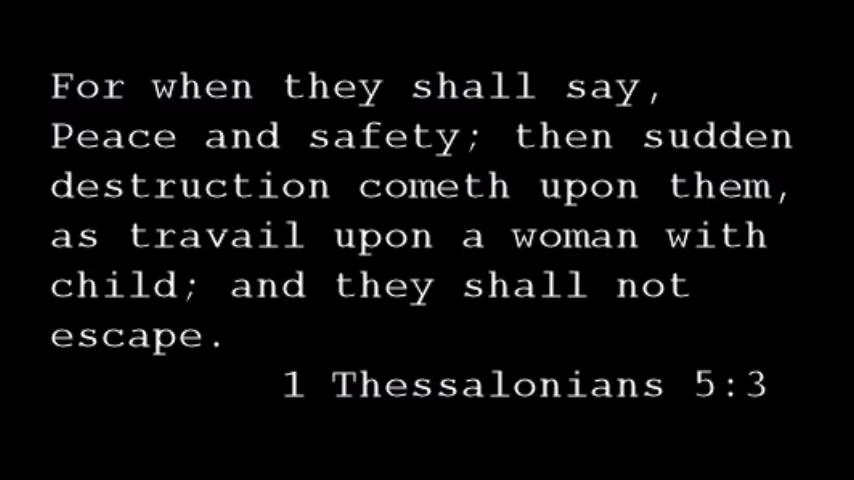 For when they shall say,
Peace and safety; then sudden
destruction cometh upon them,
as travail upon a woman with
child; and they shall not
escape.
1 Thessalonians 5:3